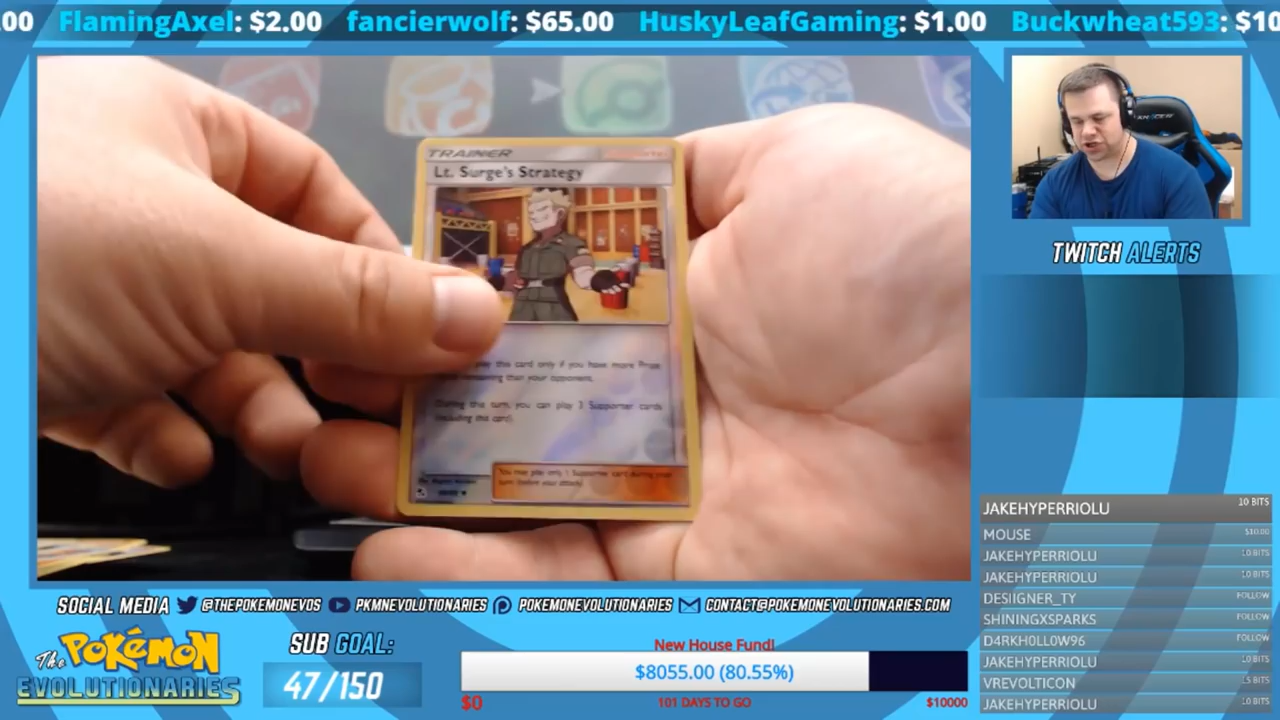 .00 FlamingAxel: $2.00 fancierwolf: $65.00 HuskyLeafGaming: $1.00 Buckwheat593: $10
TRAINER
Lt. Surge's Strategy
play this card only if you have more Prize
remaining than your opponent.
During this turn, you can play 3 Supporter cards
(including this card).
You may play only 1 Supporter card during your
turn (before your attack).
TWITCH ALERTS
JAKEHYPERRIOLU 10 BITS
MOUSE $10.00
JAKEHYPERRIOLU 10 BITS
JAKEHYPERRIOLU 10 BITS
DESIIGNER_TY FOLLOW
SHININGXSPARKS FOLLOW
D4RKH0LL0W96 FOLLOW
JAKEHYPERRIOLU 10 BITS
VREVOLTICON 15 BITS
JAKEHYPERRIOLU 10 BITS
SOCIAL MEDIA @THEPOKEMONEVOS PKMNEVOLUTIONARIES POKEMONEVOLUTIONARIES CONTACT@POKEMONEVOLUTIONARIES.COM
The Pokémon
EVOLUTIONARIES
SUB GOAL:
47/150
New House Fund!
$8055.00 (80.55%)
$0 101 DAYS TO GO $10000